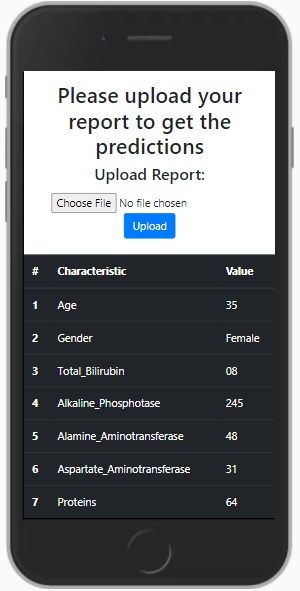 Please upload your
report to get the
predictions
Upload Report:
Choose File No file chosen
Upload
# Characteristic Value
1 Age 35
2 Gender Female
3 Total_Bilirubin 08
4 Alkaline_Phosphotase 245
5 Alamine_Aminotransferase 48
6 Aspartate_Aminotransferase 31
7 Proteins 64